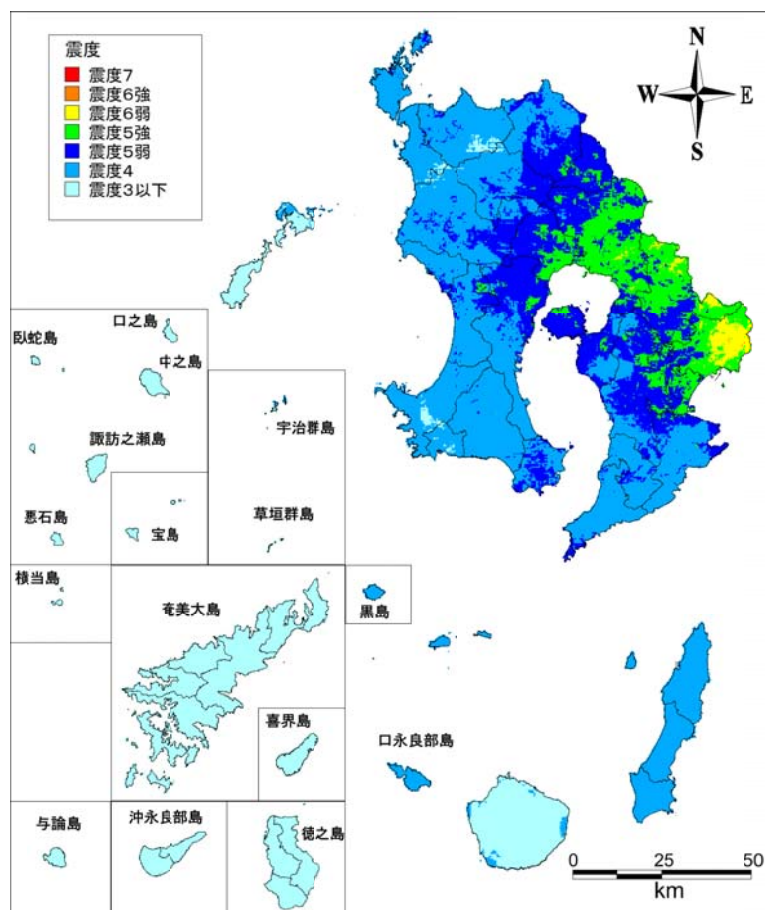 震度
震度7
震度6強
震度6弱
震度5強
震度5弱
震度4
震度3以下
N
W E
S
口之島
臥蛇島
中之島
宇治群島
諏訪之瀬島
草垣群島
悪石島
宝島
横当島
奄美大島
黒島
喜界島
口永良部島
与論島
沖永良部島
徳之島
0 25 50
km